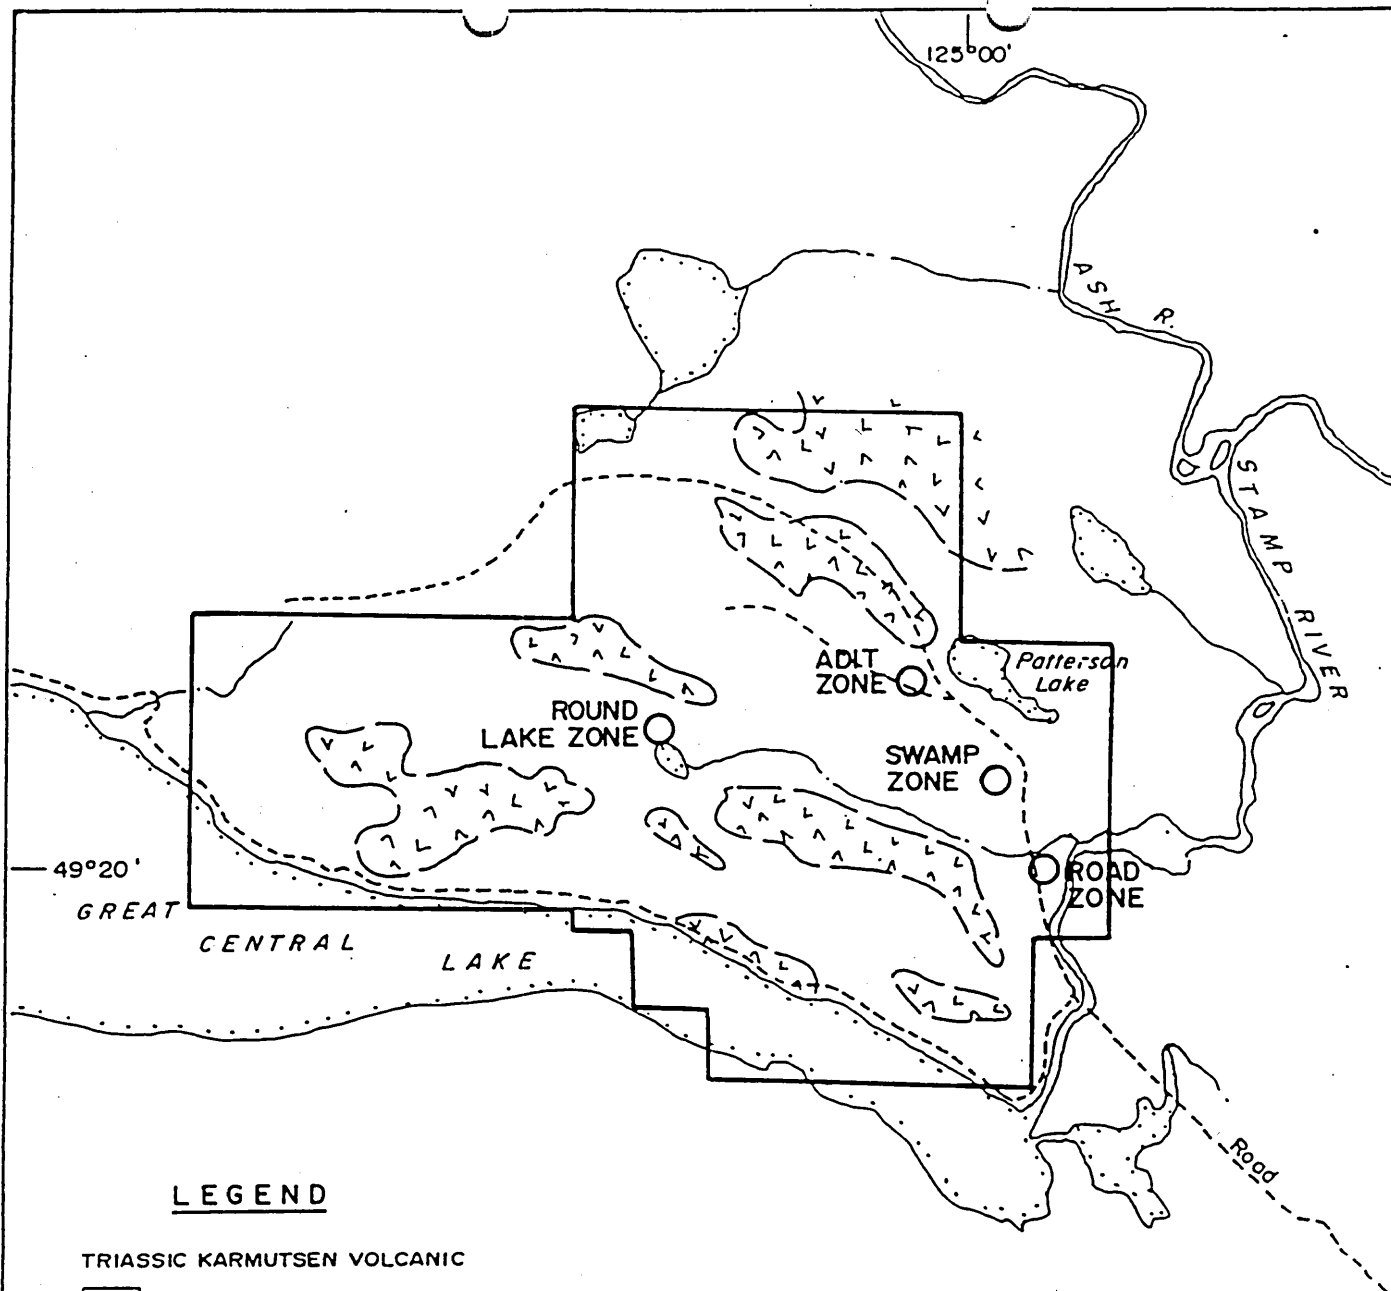 125°00'
ASH R.
STAMP RIVER
ADIT
ZONE
Patterson
Lake
ROUND
LAKE ZONE
SWAMP
ZONE
49°20'
ROAD
ZONE
GREAT
CENTRAL
LAKE
Road
LEGEND
TRIASSIC KARMUTSEN VOLCANIC